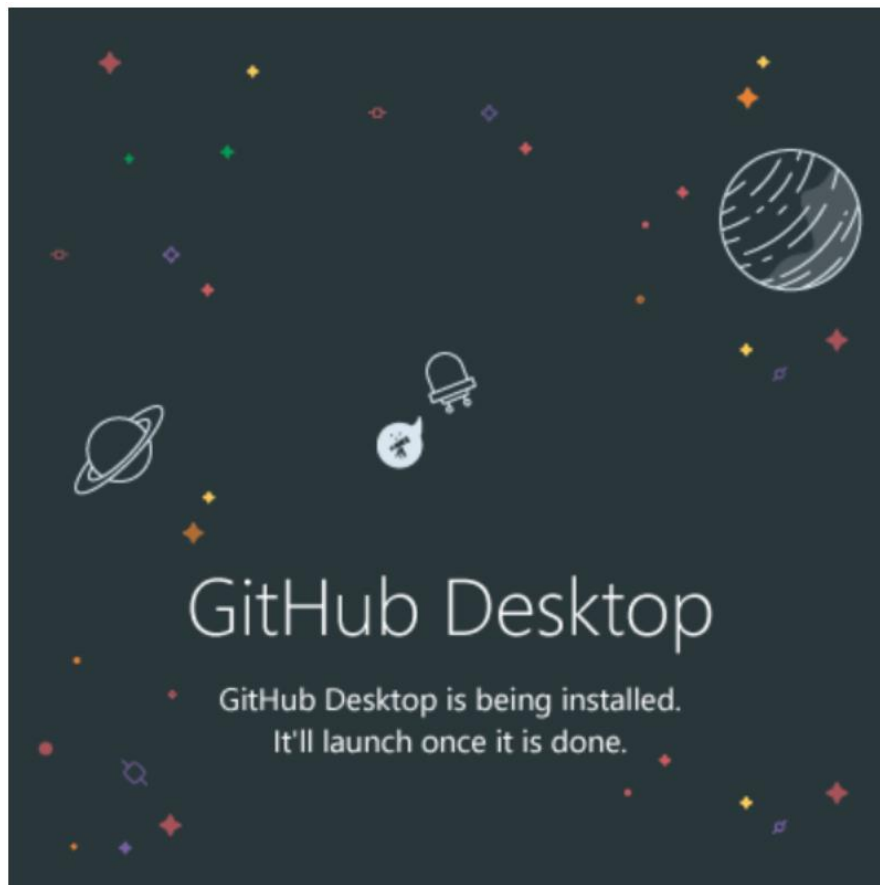 GitHub Desktop
GitHub Desktop is being installed.
It'll launch once it is done.